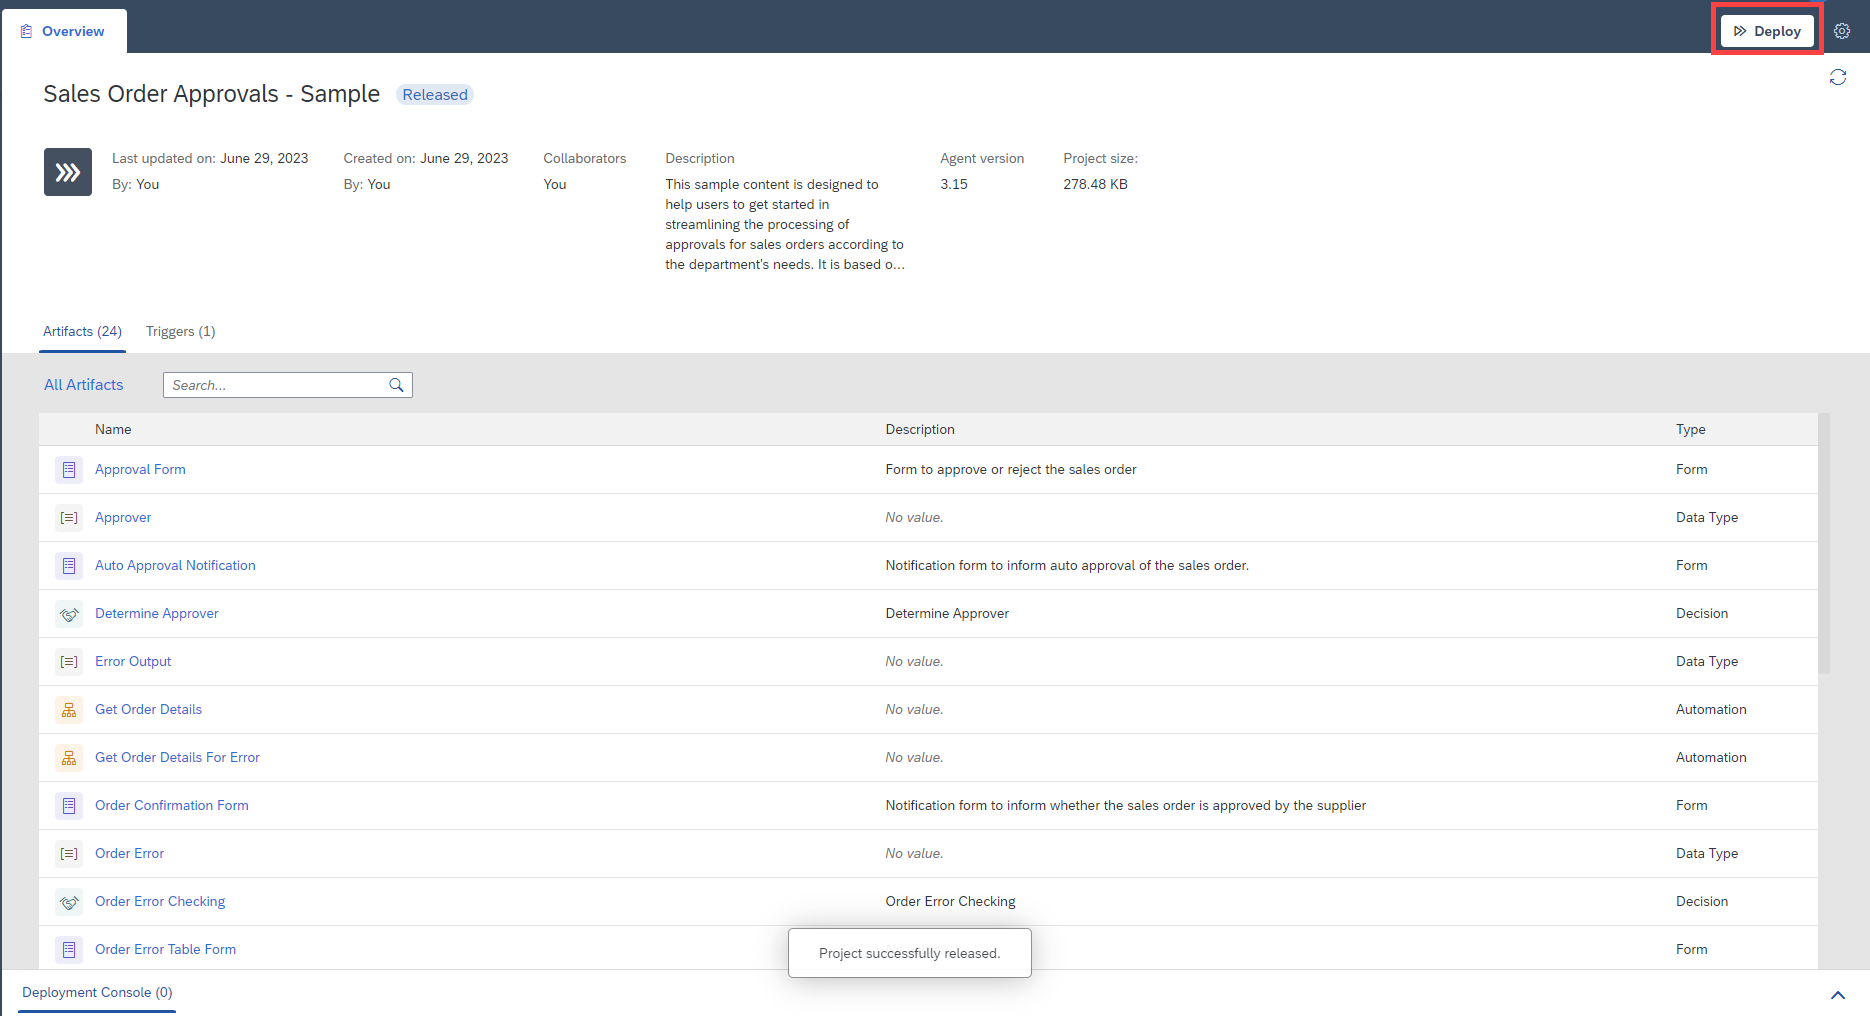 Overview
Deploy
Sales Order Approvals - Sample
Released
Last updated on: June 29, 2023
By: You
Created on: June 29, 2023
By: You
Collaborators
You
Description
This sample content is designed to
help users to get started in
streamlining the processing of
approvals for sales orders according to
the department's needs. It is based o...
Agent version
3.15
Project size:
278.48 KB
Artifacts (24)
Triggers (1)
All Artifacts
Search...
Name Description Type
Approval Form Form to approve or reject the sales order Form
Approver No value. Data Type
Auto Approval Notification Notification form to inform auto approval of the sales order. Form
Determine Approver Determine Approver Decision
Error Output No value. Data Type
Get Order Details No value. Automation
Get Order Details For Error No value. Automation
Order Confirmation Form Notification form to inform whether the sales order is approved by the supplier Form
Order Error No value. Data Type
Order Error Checking Order Error Checking Decision
Order Error Table Form Form
Project successfully released.
Deployment Console (0)